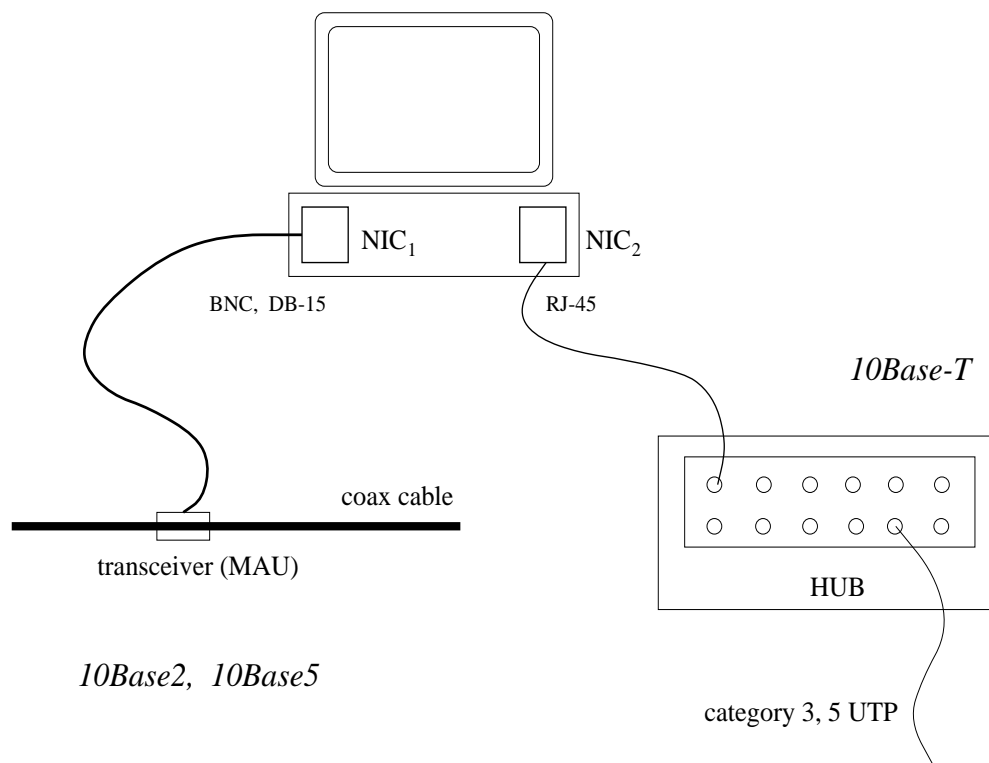 NIC₁
NIC₂
BNC, DB-15
RJ-45
10Base-T
coax cable
transceiver (MAU)
HUB
10Base2, 10Base5
category 3, 5 UTP